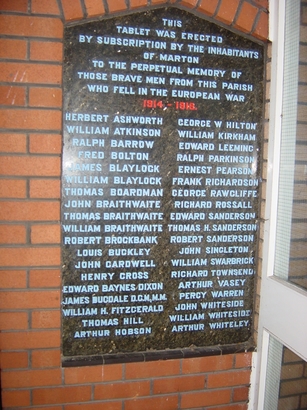 THIS
TABLET WAS ERECTED
BY SUBSCRIPTION BY THE INHABITANTS
OF MARTON
TO THE PERPETUAL MEMORY OF
THOSE BRAVE MEN FROM THIS PARISH
WHO FELL IN THE EUROPEAN WAR
1914 - 1918.
HERBERT ASHWORTH
WILLIAM ATKINSON
RALPH BARROW
FRED BOLTON
JAMES BLAYLOCK
WILLIAM BLAYLOCK
THOMAS BOARDMAN
JOHN BRAITHWAITE
THOMAS BRAITHWAITE
WILLIAM BRAITHWAITE
ROBERT BROCKBANK
LOUIS BUCKLEY
JOHN CARDWELL
HENRY CROSS
EDWARD BAYNES-DIXON
JAMES BUGDALE D.C.M,M.M.
WILLIAM H. FITZGERALD
THOMAS HILL
ARTHUR HOBSON
GEORGE W HILTON
WILLIAM KIRKHAM
EDWARD LEEMING
RALPH PARKINSON
ERNEST PEARSON
FRANK RICHARDSON
GEORGE RAWCLIFFE
RICHARD ROSSALL
EDWARD SANDERSON
THOMAS H. SANDERSON
ROBERT SANDERSON
JOHN SINGLETON
WILLIAM SWARBRICK
RICHARD TOWNSEND
ARTHUR VASEY
PERCY WARREN
JOHN WHITESIDE
WILLIAM WHITESIDE
ARTHUR WHITELEY